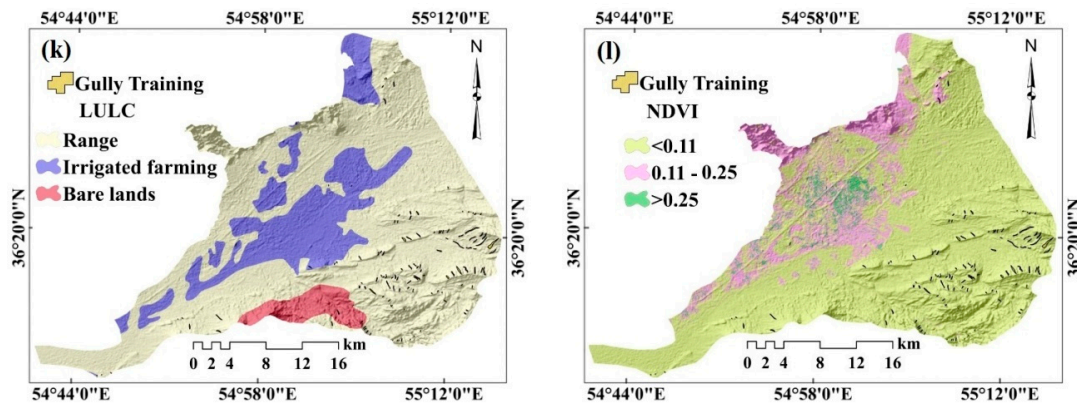 54°44'0"E 54°58'0"E 55°12'0"E
(k)
N
Gully Training
LULC
Range
Irrigated farming
Bare lands
36°20'0"N
36°20'0"N
km
0 2 4 8 12 16
54°44'0"E 54°58'0"E 55°12'0"E
54°44'0"E 54°58'0"E 55°12'0"E
(l)
N
Gully Training
NDVI
<0.11
0.11 - 0.25
>0.25
36°20'0"N
36°20'0"N
km
0 2 4 8 12 16
54°44'0"E 54°58'0"E 55°12'0"E